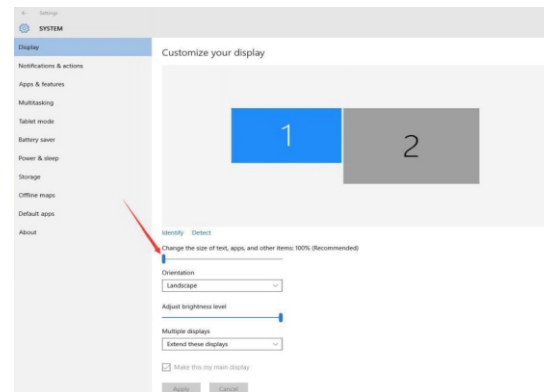 Settings
SYSTEM
Display
Notifications & actions
Apps & features
Multitasking
Tablet mode
Battery saver
Power & sleep
Storage
Offline maps
Default apps
About
Customize your display
1
2
Identify Detect
Change the size of text, apps, and other items: 100% (Recommended)
Orientation
Landscape
Adjust brightness level
Multiple displays
Extend these displays
Make this my main display
Apply Cancel